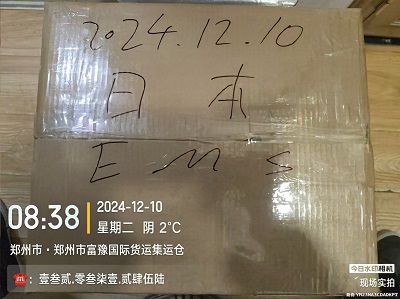 2024.12.10
日本
EMS
08:38
2024-12-10
星期二 阴 2℃
郑州市·郑州市富豫国际货运集运仓
：壹叁贰.零叁柒壹.贰肆伍陆
今日水印相机
现场实拍